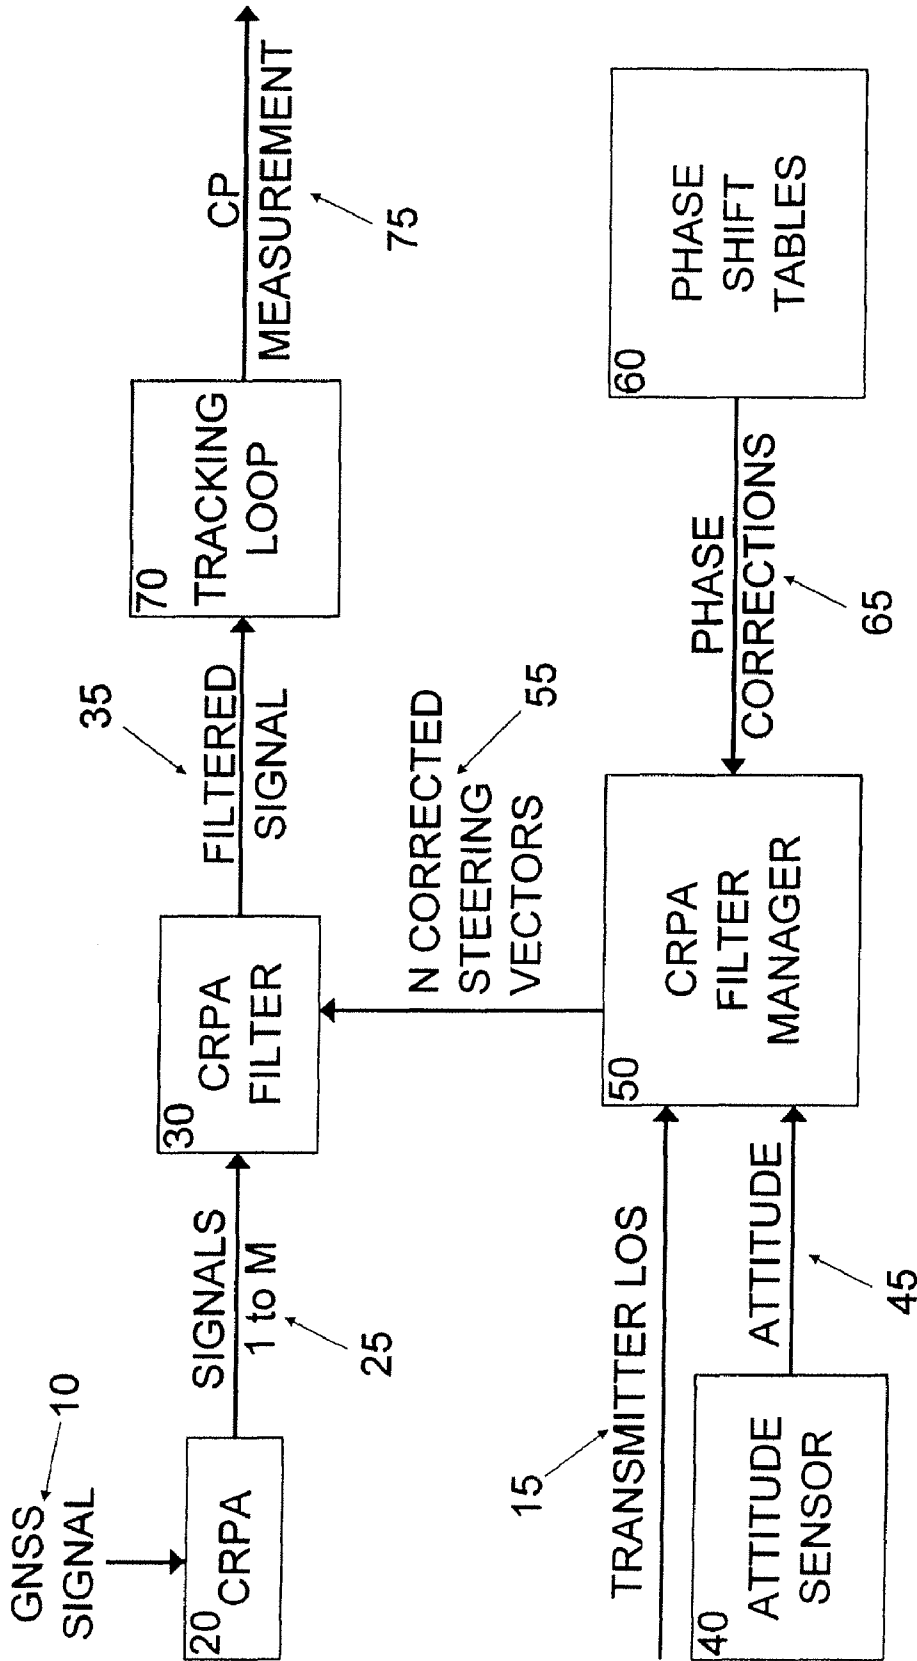 GNSS
SIGNAL
10
20
CRPA
SIGNALS
1 to M
25
30
CRPA
FILTER
35
FILTERED
SIGNAL
70
TRACKING
LOOP
CP
MEASUREMENT
75
N CORRECTED
STEERING
VECTORS
55
15
TRANSMITTER LOS
40
ATTITUDE
SENSOR
ATTITUDE
45
50
CRPA
FILTER
MANAGER
PHASE
CORRECTIONS
65
60
PHASE
SHIFT
TABLES